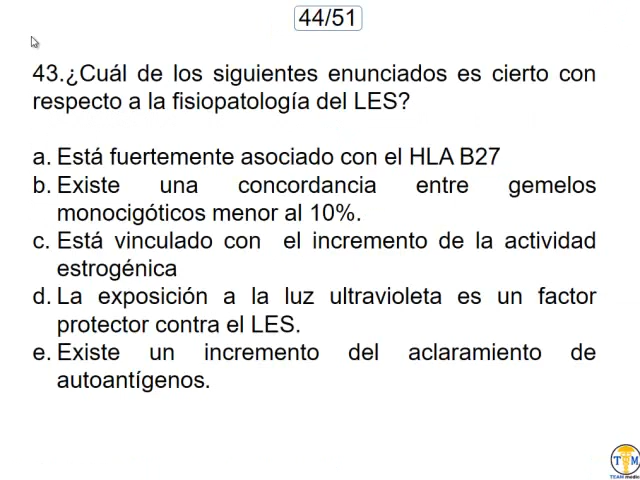 44/51
43.¿Cuál de los siguientes enunciados es cierto con
respecto a la fisiopatología del LES?
a. Está fuertemente asociado con el HLA B27
b. Existe una concordancia entre gemelos
monocigóticos menor al 10%.
c. Está vinculado con el incremento de la actividad
estrogénica
d. La exposición a la luz ultravioleta es un factor
protector contra el LES.
e. Existe un incremento del aclaramiento de
autoantígenos.
T M
TEAM medic